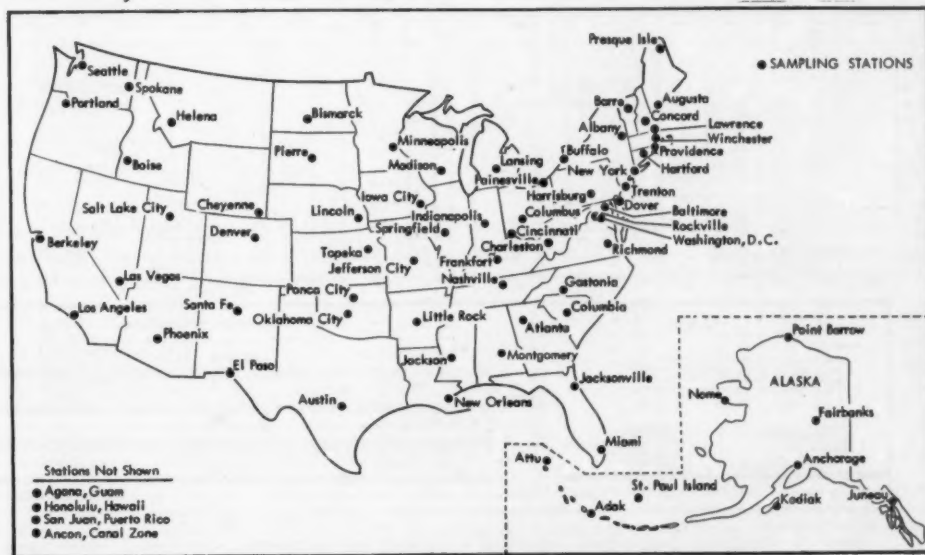 Presque Isle
SAMPLING STATIONS
Seattle
Spokane
Portland
Helena
Bismarck
Barre
Augusta
Concord
Lawrence
Albany
Winchester
Minneapolis
Boise
Pierre
Madison
Lansing
Buffalo
Providence
New York
Hartford
Painesville
Iowa City
Harrisburg
Trenton
Salt Lake City
Cheyenne
Lincoln
Indianapolis
Columbus
Dover
Baltimore
Denver
Springfield
Cincinnati
Rockville
Berkeley
Topeka
Charleston
Washington, D.C.
Jefferson City
Frankfort
Richmond
Las Vegas
Ponca City
Nashville
Gastonia
Los Angeles
Santa Fe
Oklahoma City
Little Rock
Atlanta
Columbia
Phoenix
Point Barrow
El Paso
Jackson
Montgomery
Jacksonville
ALASKA
Austin
New Orleans
Nome
Fairbanks
Miami
Attu
Anchorage
Stations Not Shown
St. Paul Island
Agana, Guam
Honolulu, Hawaii
Adak
Kodiak
Juneau
San Juan, Puerto Rico
Ancon, Canal Zone